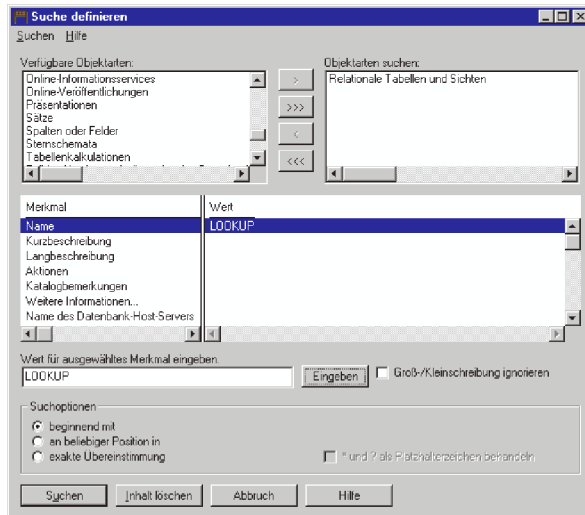 Suche definieren
Suchen Hilfe
Verfügbare Objektarten:
Online-Informationsservices
Online-Veröffentlichungen
Präsentationen
Sätze
Spalten oder Felder
Sternschemata
Tabellenkalkulationen
>
>>>
<
<<<
Objektarten suchen:
Relationale Tabellen und Sichten
Merkmal Wert
Name LOOKUP
Kurzbeschreibung
Langbeschreibung
Aktionen
Katalogbemerkungen
Weitere Informationen...
Name des Datenbank-Host-Servers
Wert für ausgewähltes Merkmal eingeben.
LOOKUP Eingeben Groß-/Kleinschreibung ignorieren
Suchoptionen
beginnend mit
an beliebiger Position in
exakte Übereinstimmung * und ? als Platzhalterzeichen behandeln
Suchen Inhalt löschen Abbruch Hilfe